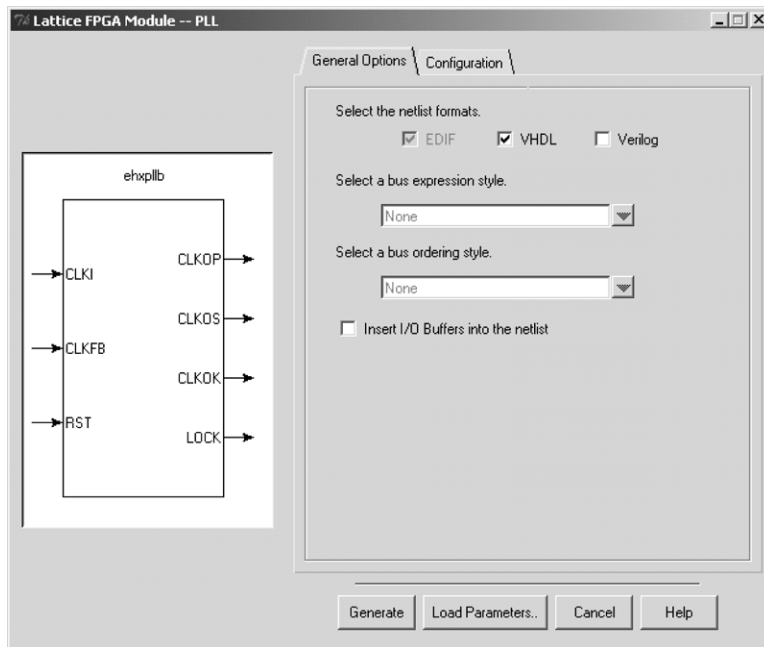 Lattice FPGA Module -- PLL
General Options
Configuration
ehxpllb
CLKI
CLKFB
RST
CLKOP
CLKOS
CLKOK
LOCK
Select the netlist formats.
EDIF VHDL Verilog
Select a bus expression style.
None
Select a bus ordering style.
None
Insert I/O Buffers into the netlist
Generate Load Parameters.. Cancel Help